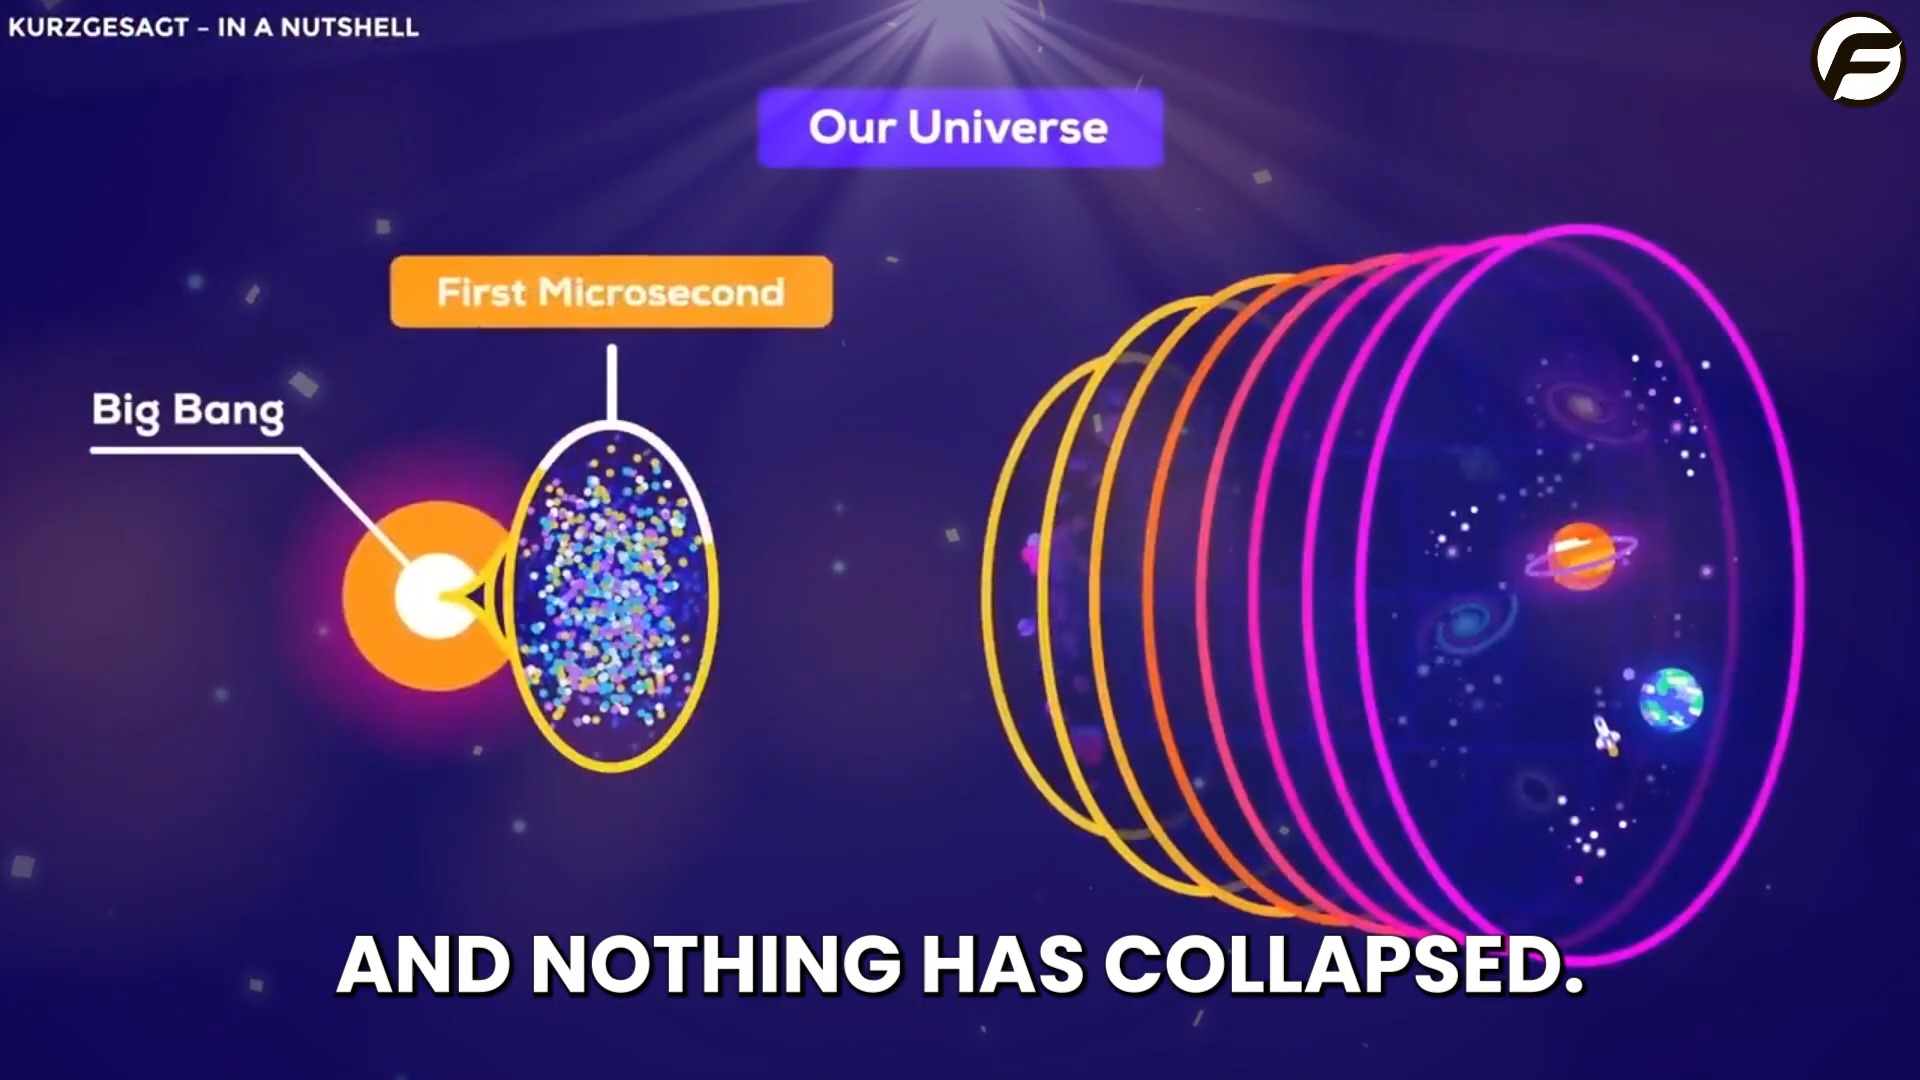 KURZGESAGT – IN A NUTSHELL
Our Universe
First Microsecond
Big Bang
AND NOTHING HAS COLLAPSED.